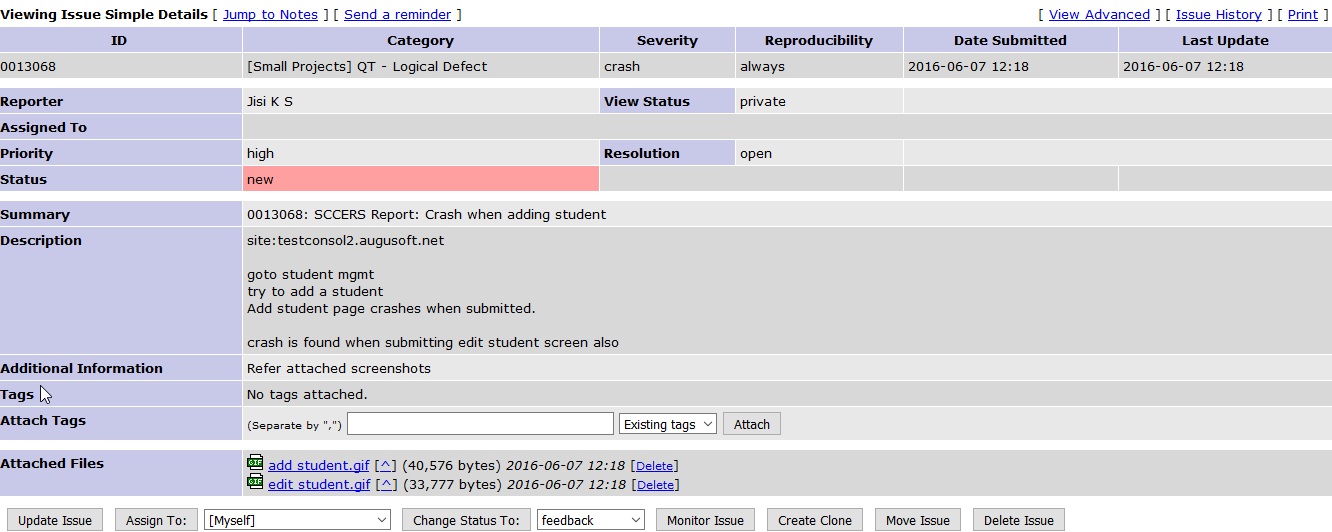 Viewing Issue Simple Details [ Jump to Notes ] [ Send a reminder ] [ View Advanced ] [ Issue History ] [ Print ]
ID Category Severity Reproducibility Date Submitted Last Update
0013068 [Small Projects] QT - Logical Defect crash always 2016-06-07 12:18 2016-06-07 12:18
Reporter Jisi K S View Status private
Assigned To
Priority high Resolution open
Status new
Summary 0013068: SCCERS Report: Crash when adding student
Description site:testconsol2.augusoft.net
goto student mgmt
try to add a student
Add student page crashes when submitted.
crash is found when submitting edit student screen also
Additional Information Refer attached screenshots
Tags No tags attached.
Attach Tags (Separate by ",") Existing tags Attach
Attached Files add student.gif [^] (40,576 bytes) 2016-06-07 12:18 [Delete]
edit student.gif [^] (33,777 bytes) 2016-06-07 12:18 [Delete]
Update Issue Assign To: [Myself] Change Status To: feedback Monitor Issue Create Clone Move Issue Delete Issue